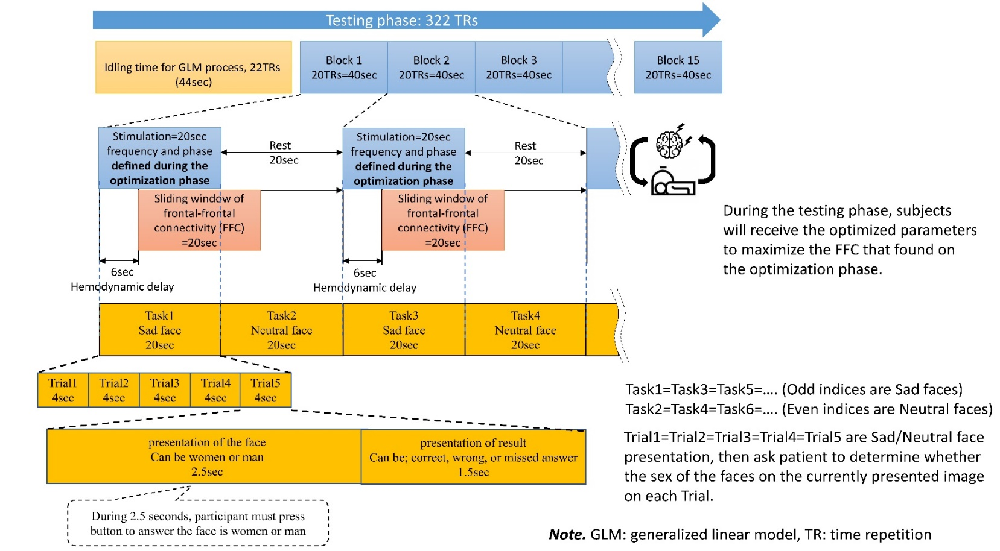 Testing phase: 322 TRs
Idling time for GLM process, 22TRs
(44sec)
Block 1
20TRs=40sec
Block 2
20TRs=40sec
Block 3
20TRs=40sec
Block 15
20TRs=40sec
Stimulation=20sec
frequency and phase
defined during the
optimization phase
Rest
20sec
Stimulation=20sec
frequency and phase
defined during the
optimization phase
Rest
20sec
Sliding window of
frontal-frontal
connectivity (FFC)
=20sec
Sliding window of
frontal-frontal
connectivity (FFC)
=20sec
6sec
Hemodynamic delay
6sec
Hemodynamic delay
During the testing phase, subjects
will receive the optimized parameters
to maximize the FFC that found on
the optimization phase.
Task1
Sad face
20sec
Task2
Neutral face
20sec
Task3
Sad face
20sec
Task4
Neutral face
20sec
Trial1
4sec
Trial2
4sec
Trial3
4sec
Trial4
4sec
Trial5
4sec
Task1=Task3=Task5=.... (Odd indices are Sad faces)
Task2=Task4=Task6=.... (Even indices are Neutral faces)
Trial1=Trial2=Trial3=Trial4=Trial5 are Sad/Neutral face
presentation, then ask patient to determine whether
the sex of the faces on the currently presented image
on each Trial.
presentation of the face
Can be women or man
2.5sec
presentation of result
Can be; correct, wrong, or missed answer
1.5sec
During 2.5 seconds, participant must press
button to answer the face is women or man
Note. GLM: generalized linear model, TR: time repetition